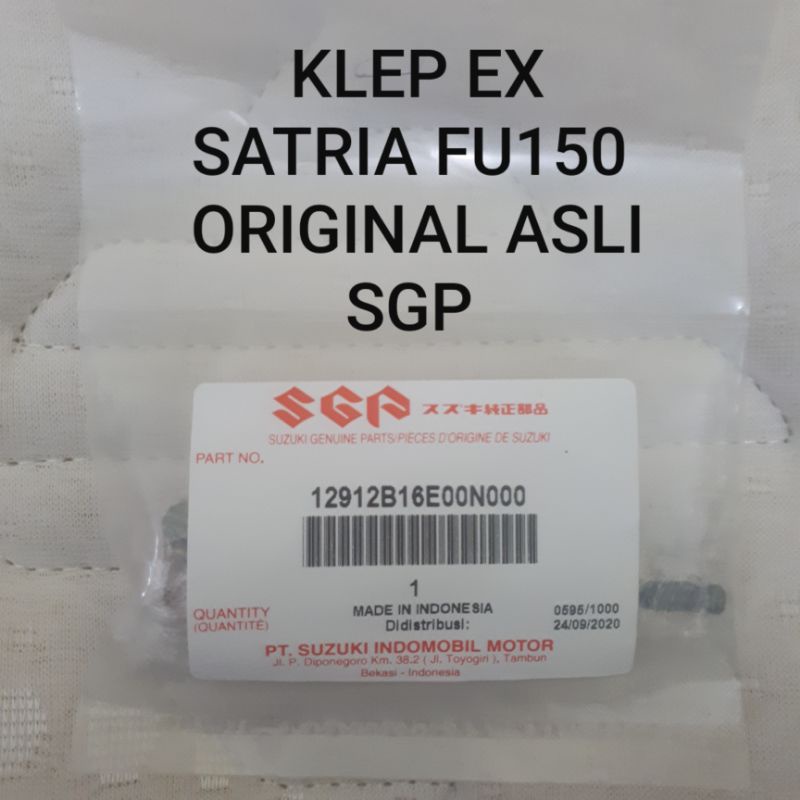 KLEP EX
SATRIA FU150
ORIGINAL ASLI
SGP
SGP スズキ純正部品
SUZUKI GENUINE PARTS/PIÈCES D'ORIGINE DE SUZUKI
PART NO.
12912B16E00N000
1
QUANTITY
(QUANTITÉ)
MADE IN INDONESIA
Didistribusi:
0595/1000
24/09/2020
PT. SUZUKI INDOMOBIL MOTOR
Jl. P. Diponegoro Km. 38.2 ( Jl. Toyogiri ), Tambun
Bekasi - Indonesia